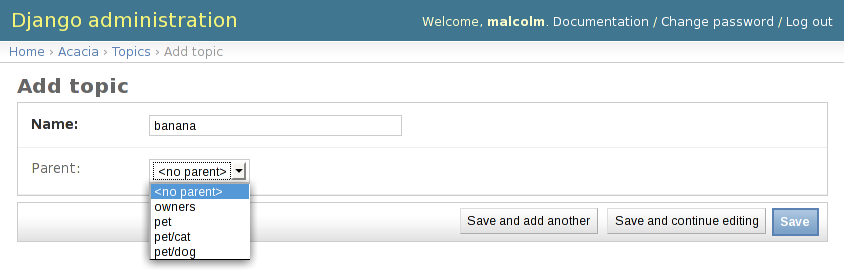 Django administration
Welcome, malcolm. Documentation / Change password / Log out
Home › Acacia › Topics › Add topic
Add topic
Name: banana
Parent: <no parent>
<no parent>
owners
pet
pet/cat
pet/dog
Save and add another Save and continue editing Save